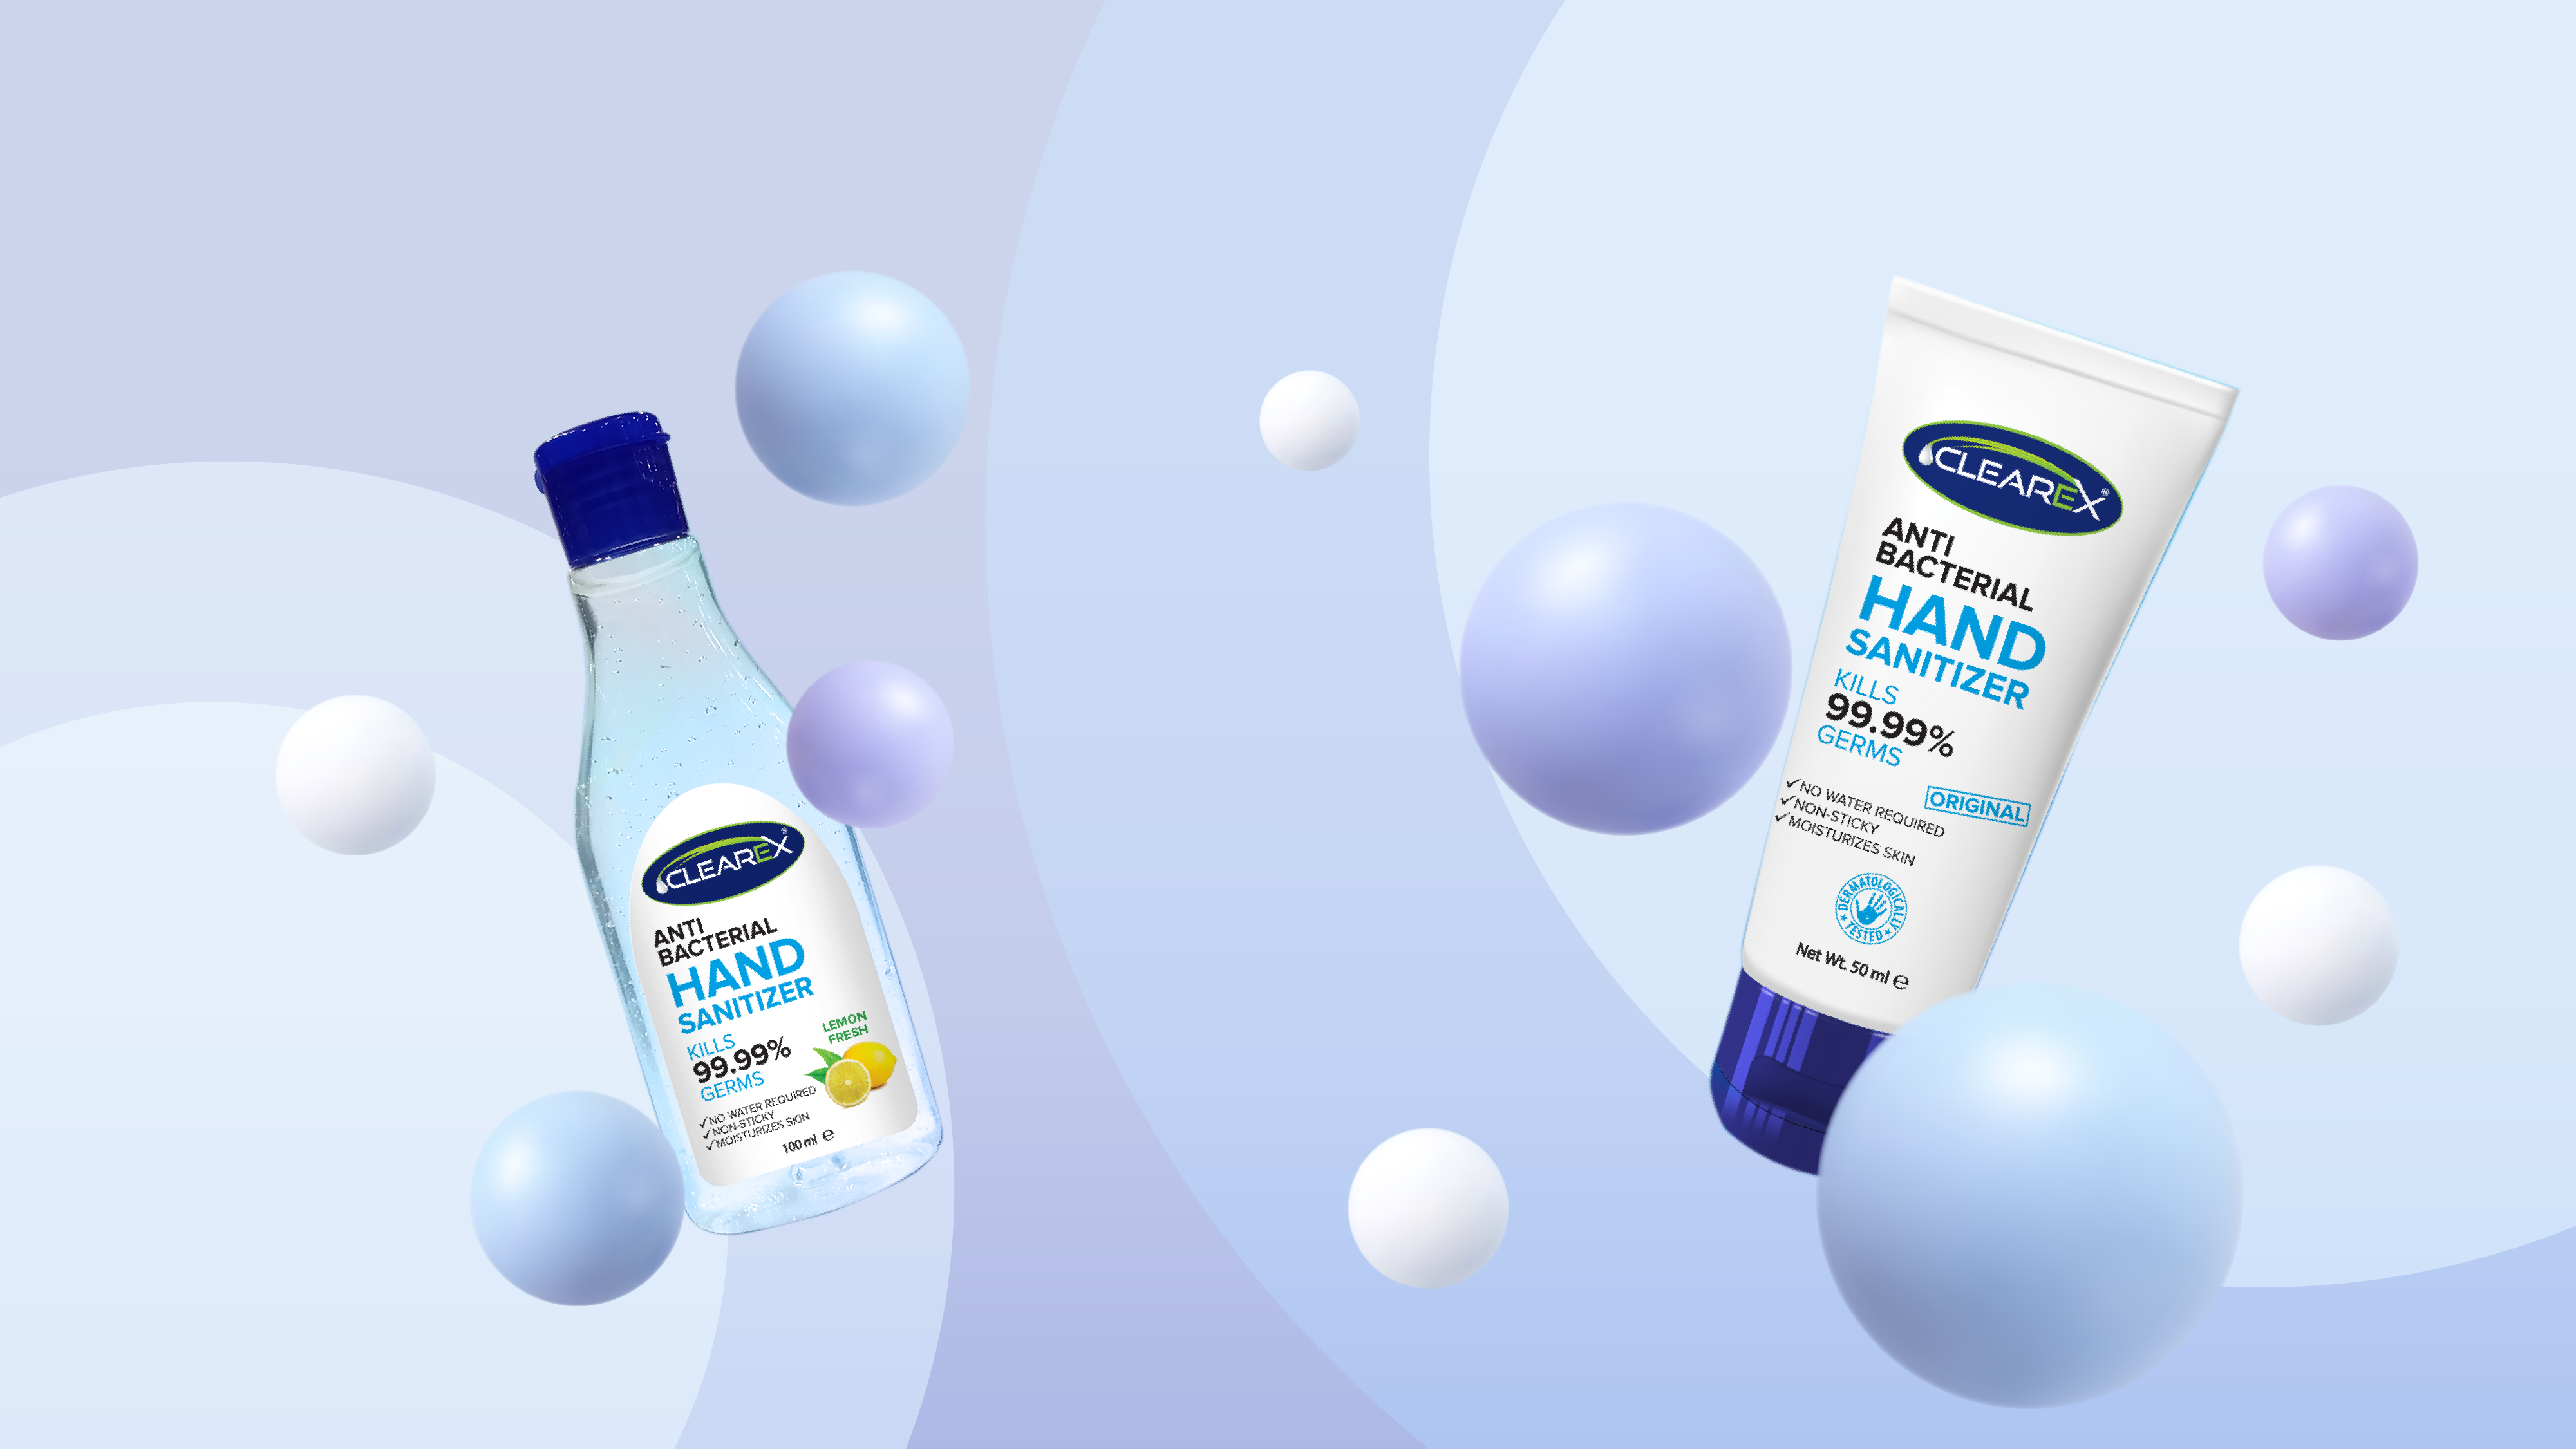 CLEAREX®
ANTI
BACTERIAL
HAND
SANITIZER
KILLS
99.99%
GERMS
LEMON
FRESH
✓NO WATER REQUIRED
✓NON-STICKY
✓MOISTURIZES SKIN
100 ml ℮
CLEAREX®
ANTI
BACTERIAL
HAND
SANITIZER
KILLS
99.99%
GERMS
✓NO WATER REQUIRED
✓NON-STICKY
✓MOISTURIZES SKIN
ORIGINAL
DERMATOLOGICALLY
★ TESTED ★
Net Wt. 50 ml ℮